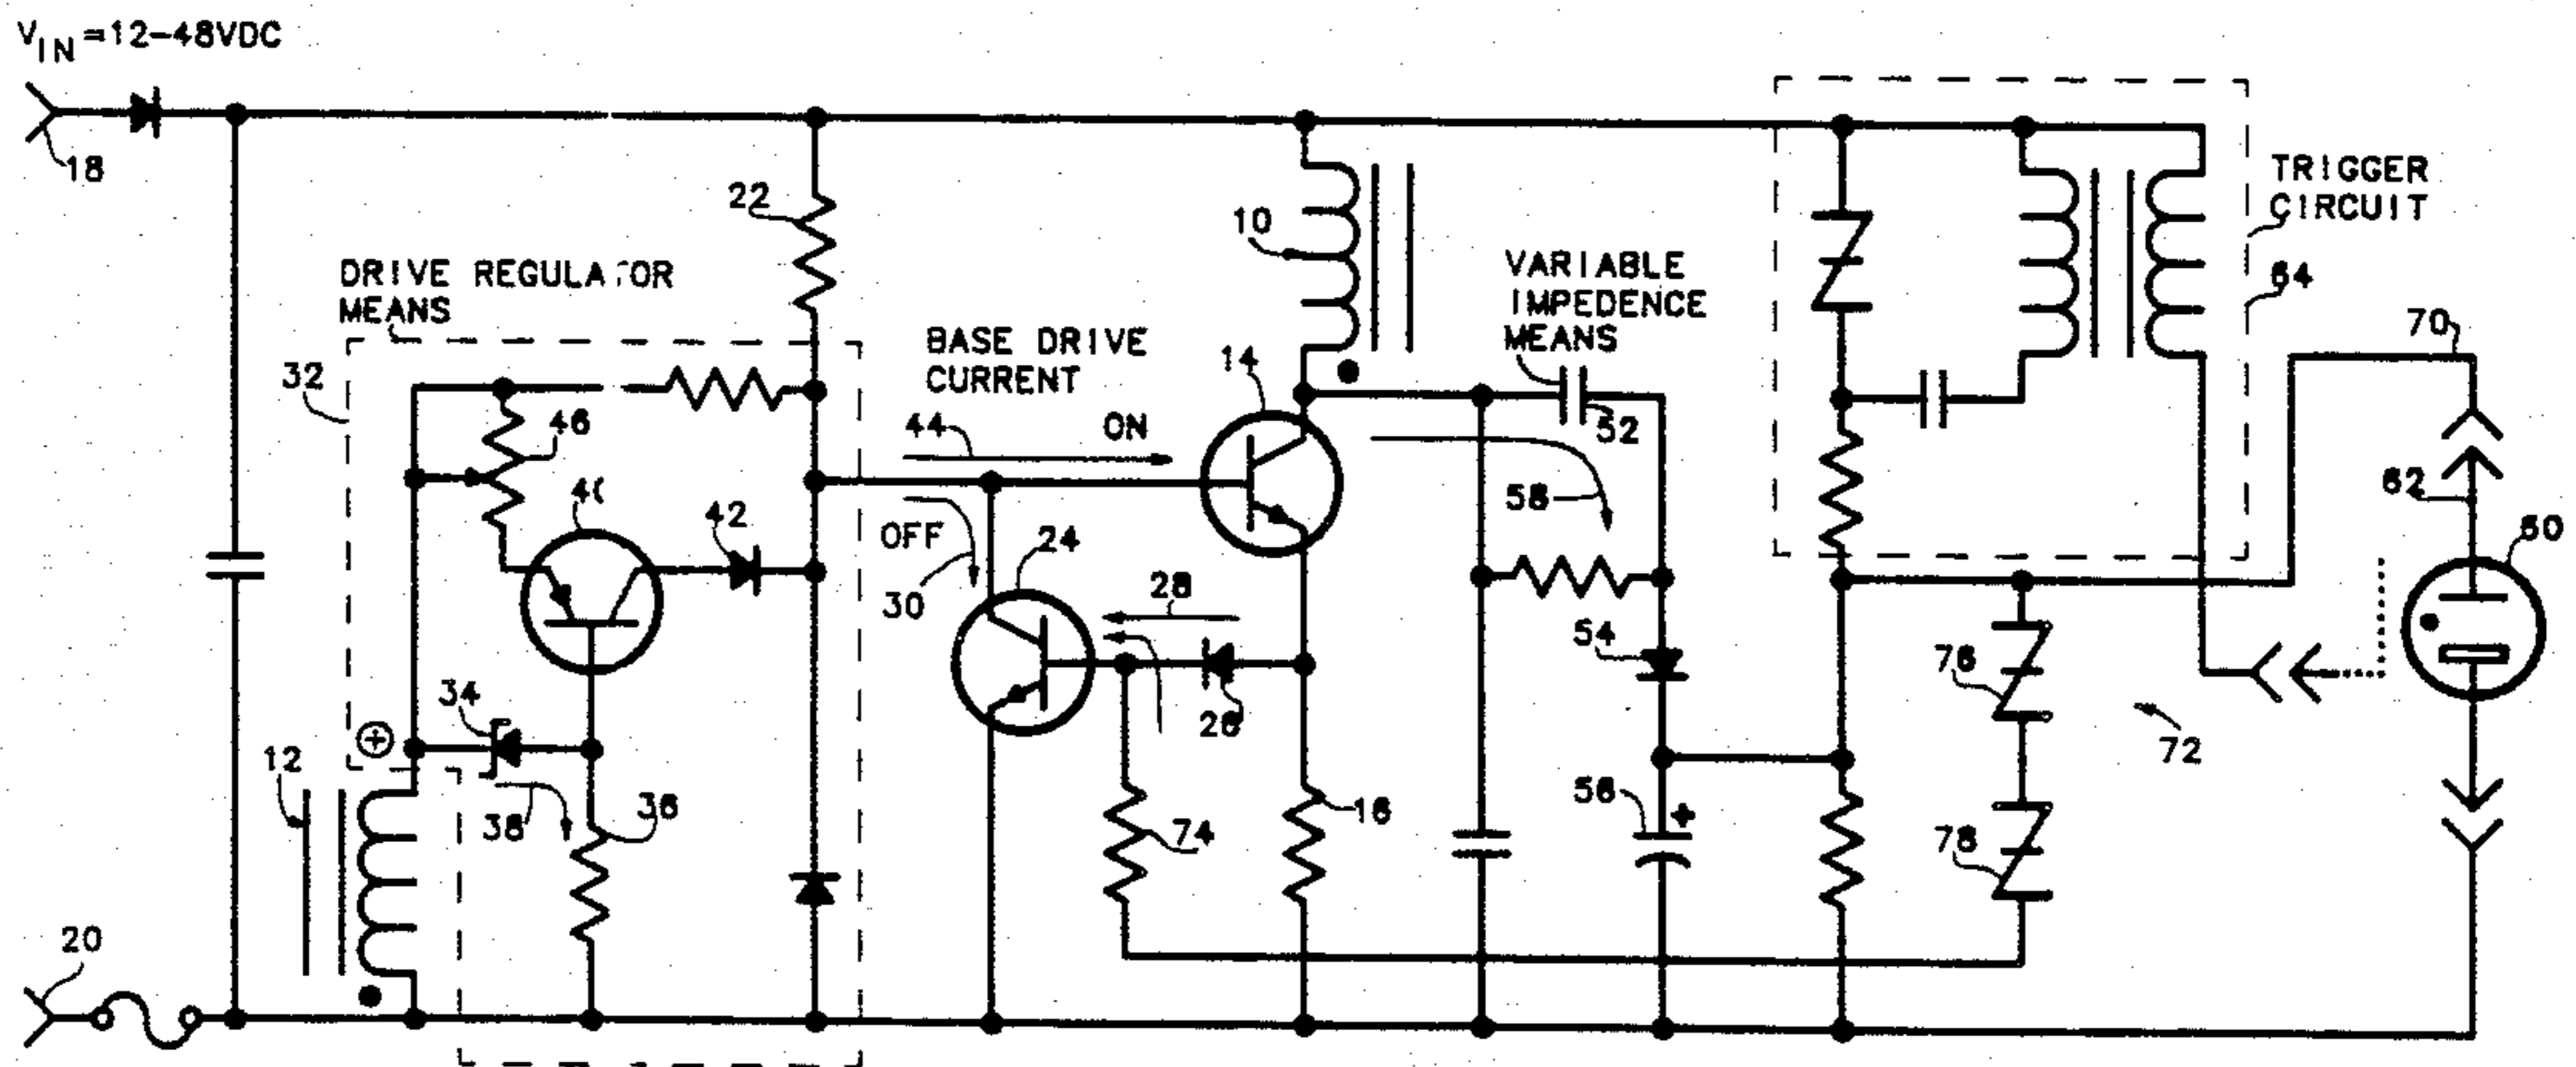 VIN =12-48VDC
18
TRIGGER
CIRCUIT
22
10
DRIVE REGULATOR
MEANS
VARIABLE
IMPEDENCE
MEANS
64
70
BASE DRIVE
CURRENT
14
32
46
44
ON
52
40
42
58
62
OFF
24
60
30
28
54
76
34
26
12
72
38
36
74
16
56
+
78
20